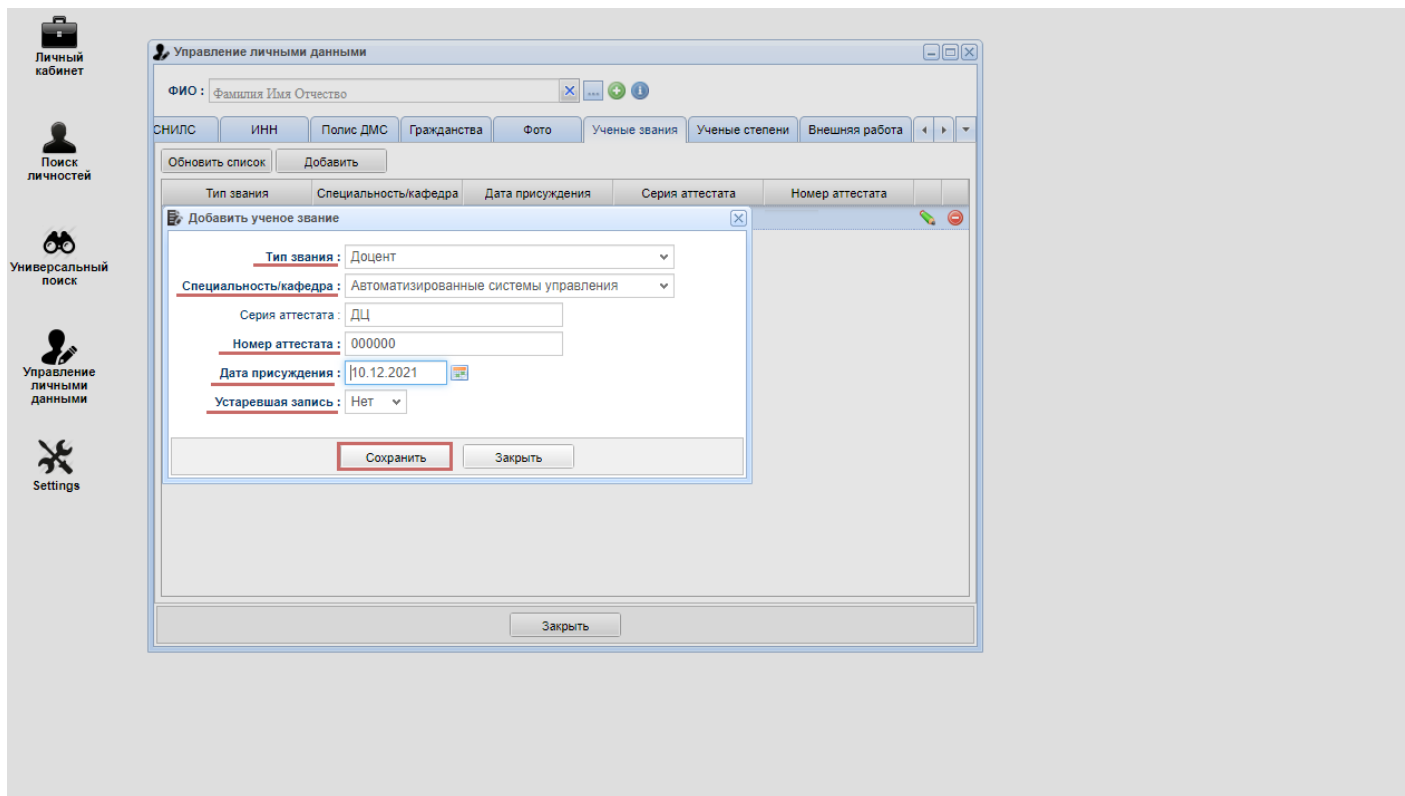 Личный
кабинет
Поиск
личностей
Универсальный
поиск
Управление
личными
данными
Settings
Управление личными данными
ФИО : Фамилия Имя Отчество ...
СНИЛС ИНН Полис ДМС Гражданства Фото Ученые звания Ученые степени Внешняя работа
Обновить список Добавить
Тип звания Специальность/кафедра Дата присуждения Серия аттестата Номер аттестата
Добавить ученое звание
Тип звания : Доцент
Специальность/кафедра : Автоматизированные системы управления
Серия аттестата : ДЦ
Номер аттестата : 000000
Дата присуждения : 10.12.2021
Устаревшая запись : Нет
Сохранить Закрыть
Закрыть